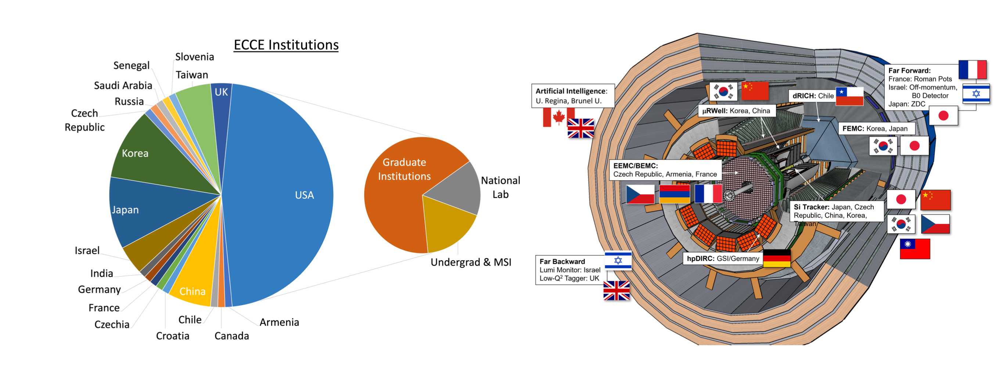 ECCE Institutions
Slovenia
Senegal
Taiwan
Saudi Arabia
UK
Russia
Czech
Republic
Korea
USA
Japan
Israel
India
Germany
China
France
Czechia
Chile
Armenia
Croatia
Canada
Graduate
Institutions
National
Lab
Undergrad & MSI
Artificial Intelligence:
U. Regina, Brunel U.
µRWell: Korea, China
dRICH: Chile
Far Forward:
France: Roman Pots
Israel: Off-momentum,
B0 Detector
Japan: ZDC
FEMC: Korea, Japan
EEMC/BEMC:
Czech Republic, Armenia, France
Si Tracker: Japan, Czech
Republic, China, Korea,
Taiwan
hpDIRC: GSI/Germany
Far Backward
Lumi Monitor: Israel
Low-Q² Tagger: UK